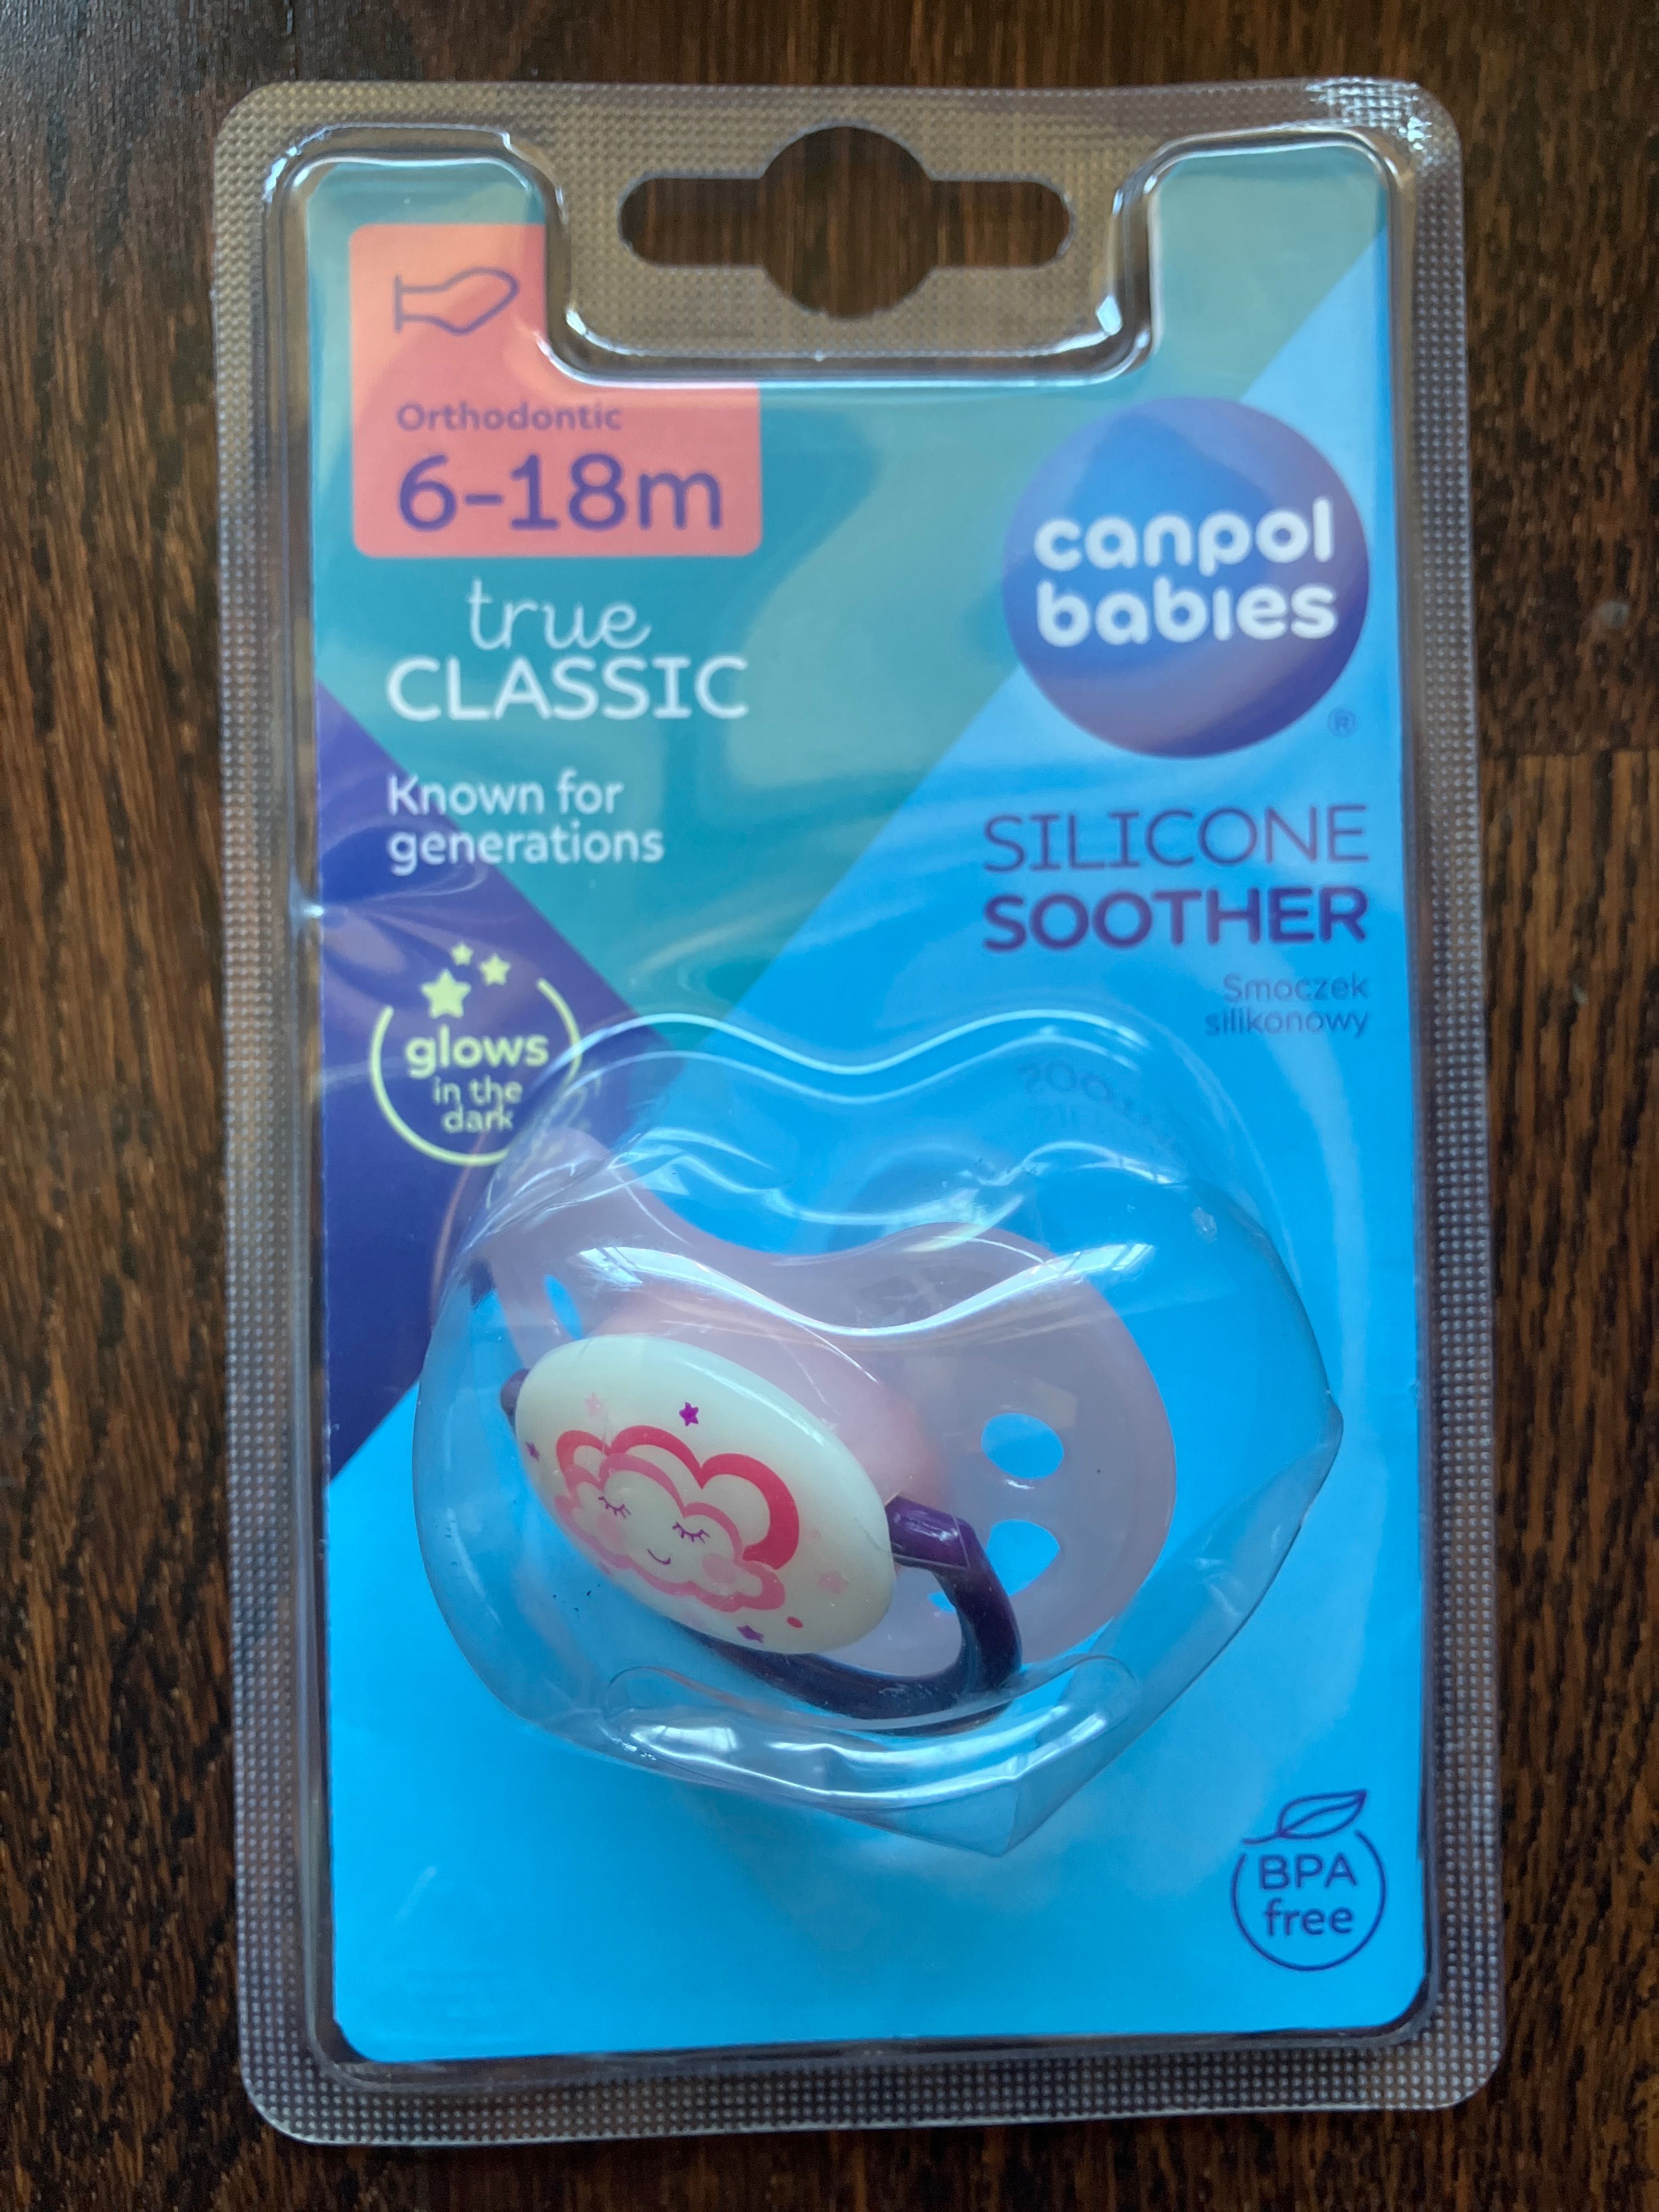 Orthodontic
6-18m
true
CLASSIC
Known for
generations
glows
in the
dark
canpol
babies
®
SILICONE
SOOTHER
Smoczek
silikonowy
BPA
free